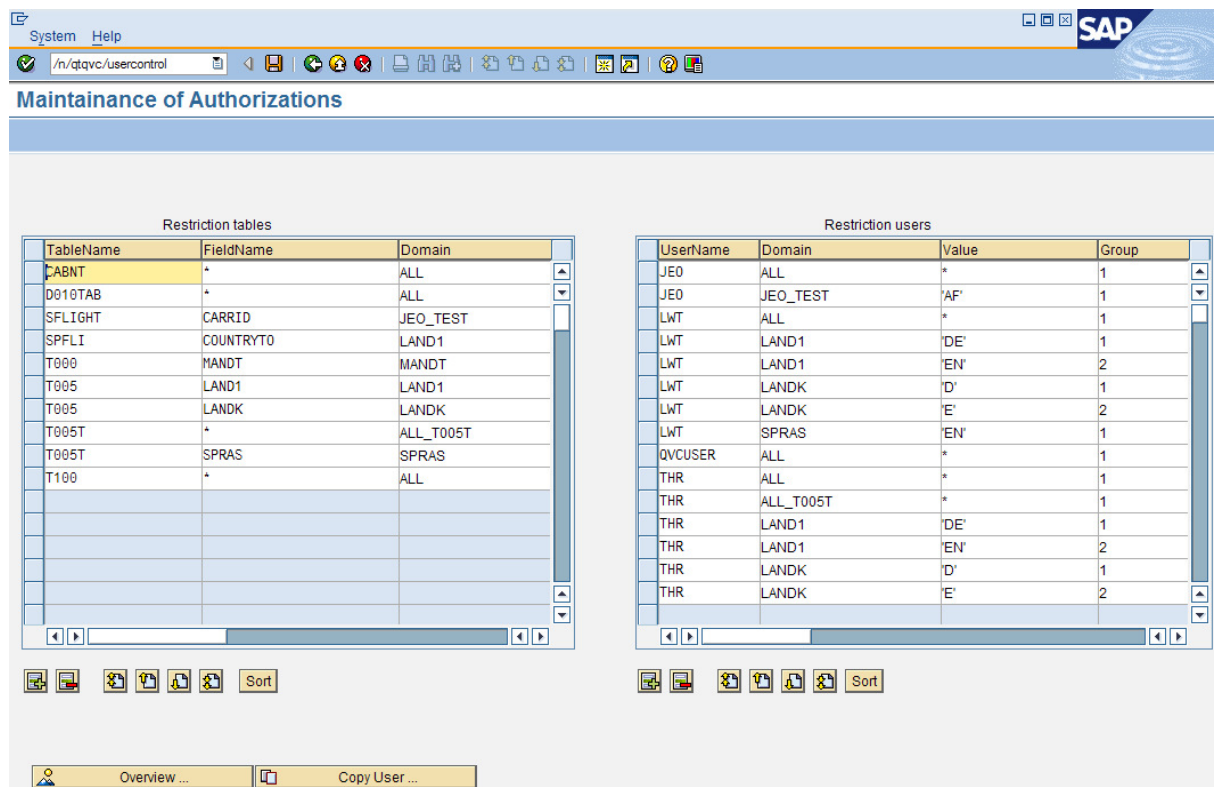 System Help
SAP
/n/qtqvc/usercontrol
Maintainance of Authorizations
Restriction tables
TableName FieldName Domain
CABNT * ALL
D010TAB * ALL
SFLIGHT CARRID JEO_TEST
SPFLI COUNTRYTO LAND1
T000 MANDT MANDT
T005 LAND1 LAND1
T005 LANDK LANDK
T005T * ALL_T005T
T005T SPRAS SPRAS
T100 * ALL
Sort
Restriction users
UserName Domain Value Group
JEO ALL * 1
JEO JEO_TEST 'AF' 1
LWT ALL * 1
LWT LAND1 'DE' 1
LWT LAND1 'EN' 2
LWT LANDK 'D' 1
LWT LANDK 'E' 2
LWT SPRAS 'EN' 1
QVCUSER ALL * 1
THR ALL * 1
THR ALL_T005T * 1
THR LAND1 'DE' 1
THR LAND1 'EN' 2
THR LANDK 'D' 1
THR LANDK 'E' 2
Sort
Overview ... Copy User ...